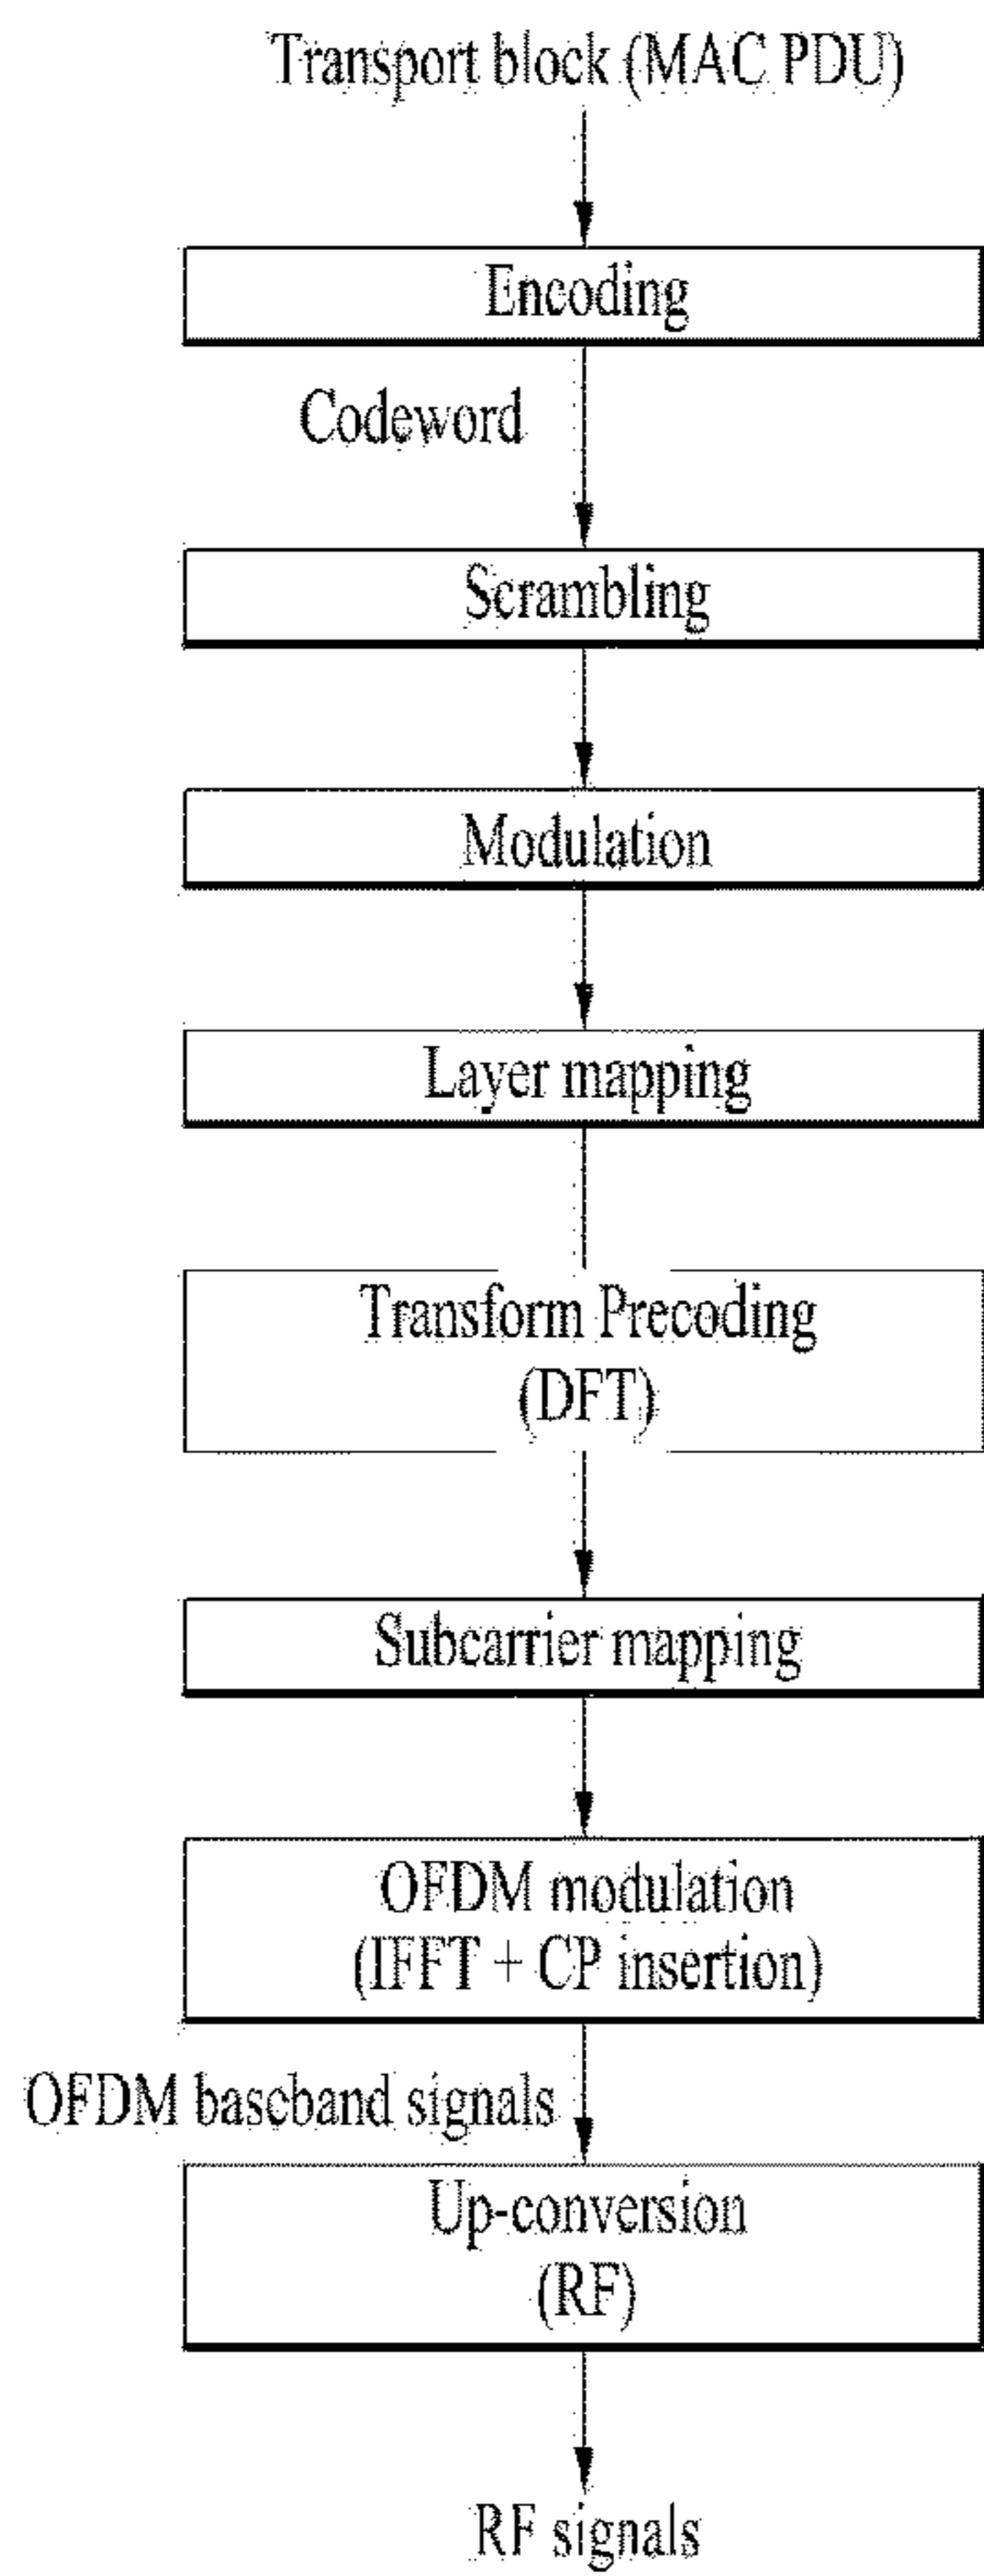 Transport block (MAC PDU)
Encoding
Codeword
Scrambling
Modulation
Layer mapping
Transform Precoding
(DFT)
Subcarrier mapping
OFDM modulation
(IFFT + CP insertion)
OFDM baseband signals
Up-conversion
(RF)
RF signals